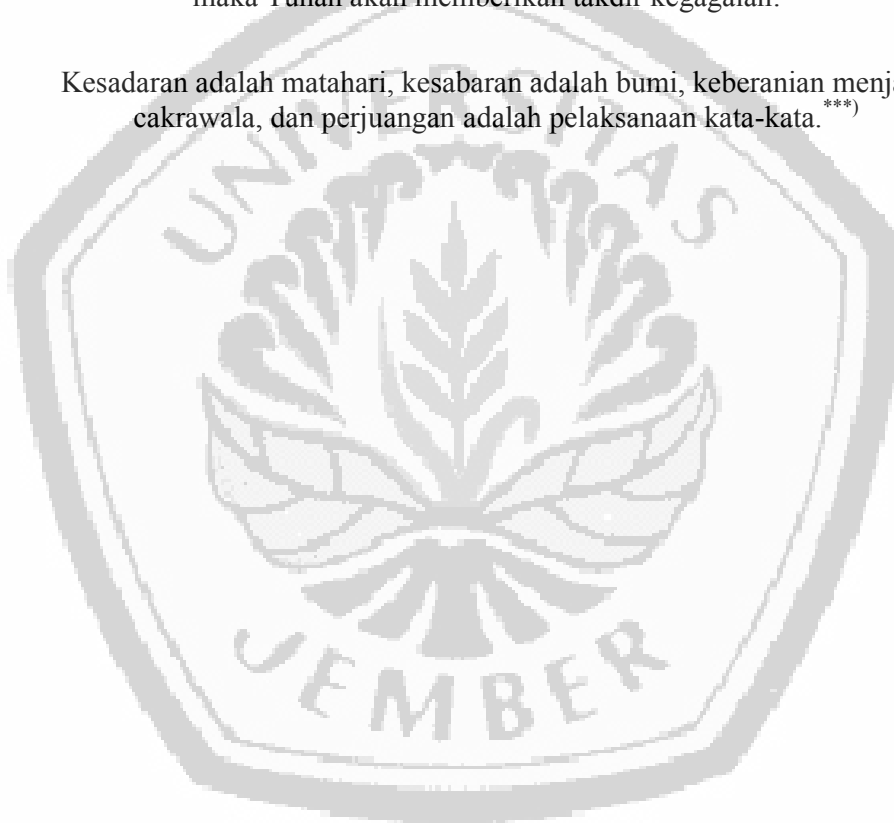 maka Tuhan akan memberikan takdir kegagalan.
Kesadaran adalah matahari, kesabaran adalah bumi, keberanian menja
cakrawala, dan perjuangan adalah pelaksanaan kata-kata.***)
UNIVERSITAS
JEMBER